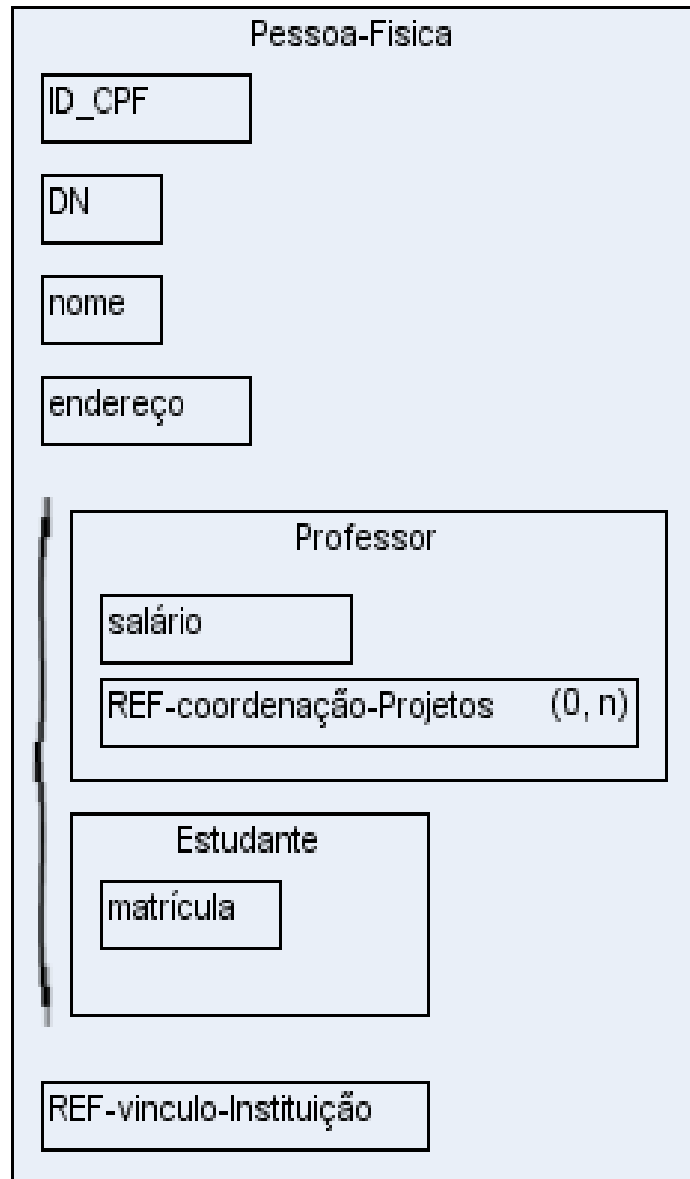 Pessoa-Fisica
ID_CPF
DN
nome
endereço
Professor
salário
REF-coordenação-Projetos (0, n)
Estudante
matrícula
REF-vinculo-Instituição